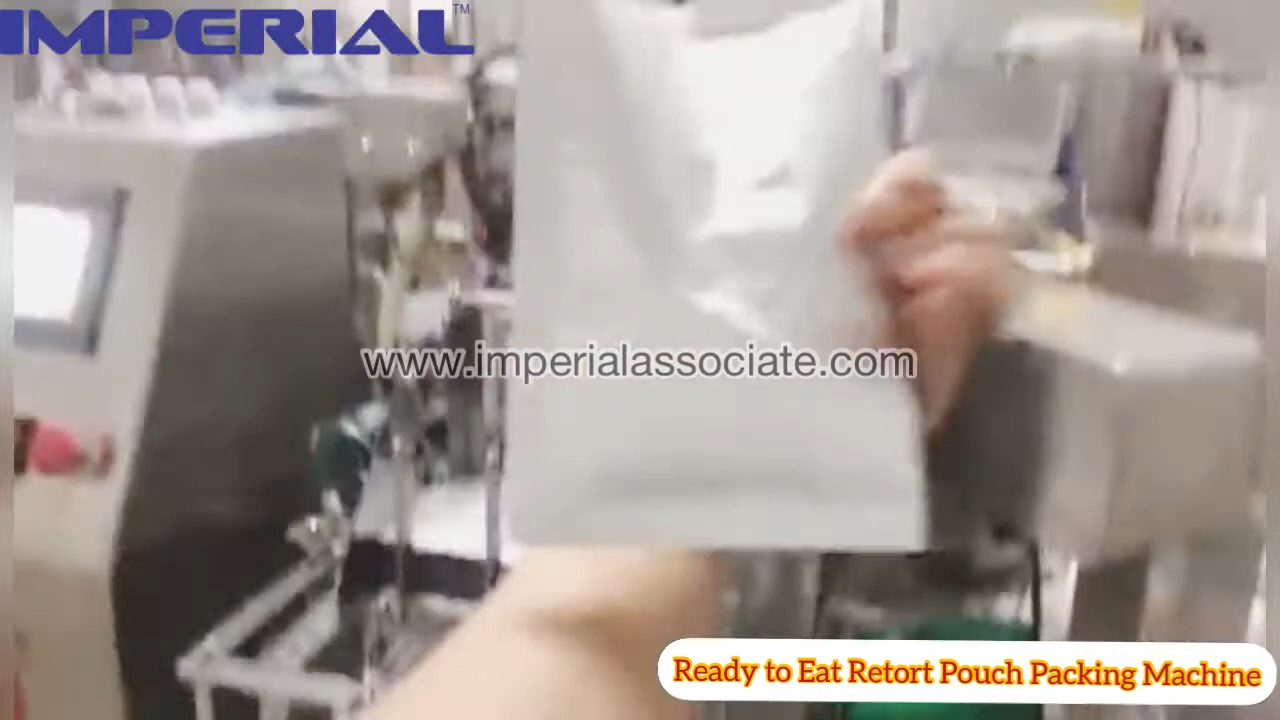 IMPERIAL™
www.imperialassociate.com
Ready to Eat Retort Pouch Packing Machine